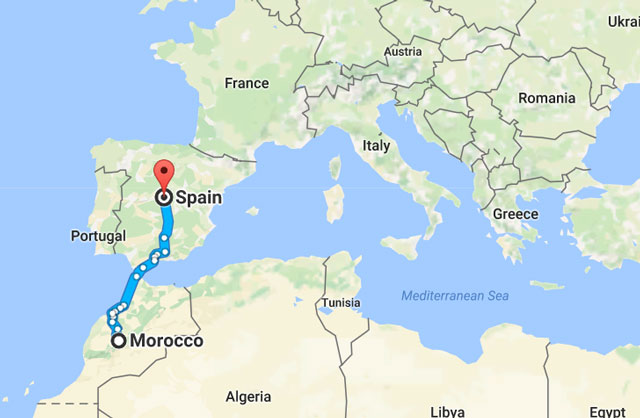 Ukrai
Austria
France
Romania
Italy
Spain
Greece
Portugal
Mediterranean Sea
Tunisia
Morocco
Algeria
Libya
Egypt